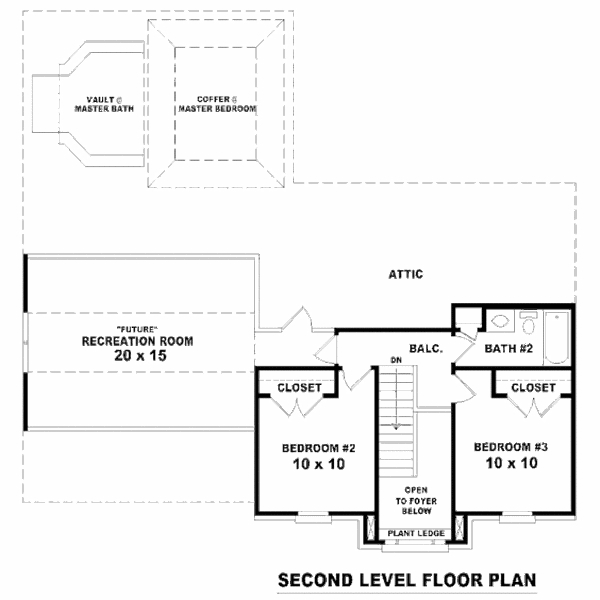 VAULT @
MASTER BATH
COFFER @
MASTER BEDROOM
ATTIC
"FUTURE"
RECREATION ROOM
20 x 15
BALC.
BATH #2
DN
CLOSET
CLOSET
BEDROOM #2
10 x 10
BEDROOM #3
10 x 10
OPEN
TO FOYER
BELOW
PLANT LEDGE
SECOND LEVEL FLOOR PLAN